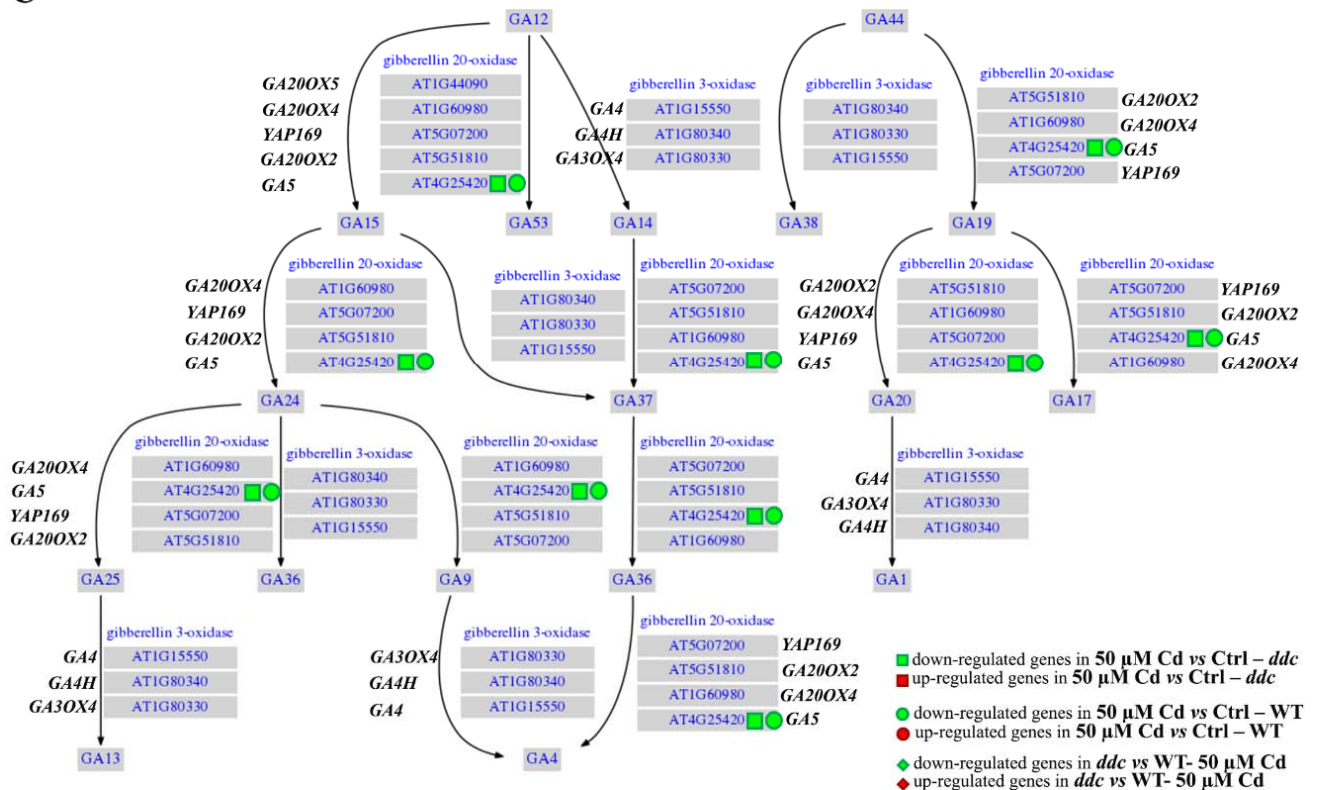 GA12
GA44
gibberellin 20-oxidase
GA20OX5 AT1G44090
GA20OX4 AT1G60980
YAP169 AT5G07200
GA20OX2 AT5G51810
GA5 AT4G25420
gibberellin 3-oxidase
GA4 AT1G15550
GA4H AT1G80340
GA3OX4 AT1G80330
gibberellin 3-oxidase
AT1G80340
AT1G80330
AT1G15550
gibberellin 20-oxidase
AT5G51810 GA20OX2
AT1G60980 GA20OX4
AT4G25420 GA5
AT5G07200 YAP169
GA15
GA53
GA14
GA38
GA19
gibberellin 20-oxidase
GA20OX4 AT1G60980
YAP169 AT5G07200
GA20OX2 AT5G51810
GA5 AT4G25420
gibberellin 3-oxidase
AT1G80340
AT1G80330
AT1G15550
gibberellin 20-oxidase
AT5G07200
AT5G51810
AT1G60980
AT4G25420
gibberellin 20-oxidase
GA20OX2 AT5G51810
GA20OX4 AT1G60980
YAP169 AT5G07200
GA5 AT4G25420
gibberellin 20-oxidase
AT5G07200 YAP169
AT5G51810 GA20OX2
AT4G25420 GA5
AT1G60980 GA20OX4
GA24
GA37
GA20
GA17
gibberellin 20-oxidase
GA20OX4 AT1G60980
GA5 AT4G25420
YAP169 AT5G07200
GA20OX2 AT5G51810
gibberellin 3-oxidase
AT1G80340
AT1G80330
AT1G15550
gibberellin 20-oxidase
AT1G60980
AT4G25420
AT5G51810
AT5G07200
gibberellin 20-oxidase
AT5G07200
AT5G51810
AT4G25420
AT1G60980
gibberellin 3-oxidase
GA4 AT1G15550
GA3OX4 AT1G80330
GA4H AT1G80340
GA25
GA36
GA9
GA36
GA1
gibberellin 3-oxidase
GA4 AT1G15550
GA4H AT1G80340
GA3OX4 AT1G80330
gibberellin 3-oxidase
GA3OX4 AT1G80330
GA4H AT1G80340
GA4 AT1G15550
gibberellin 20-oxidase
AT5G07200 YAP169
AT5G51810 GA20OX2
AT1G60980 GA20OX4
AT4G25420 GA5
GA13
GA4
down-regulated genes in 50 µM Cd vs Ctrl – ddc
up-regulated genes in 50 µM Cd vs Ctrl – ddc
down-regulated genes in 50 µM Cd vs Ctrl – WT
up-regulated genes in 50 µM Cd vs Ctrl – WT
down-regulated genes in ddc vs WT- 50 µM Cd
up-regulated genes in ddc vs WT- 50 µM Cd